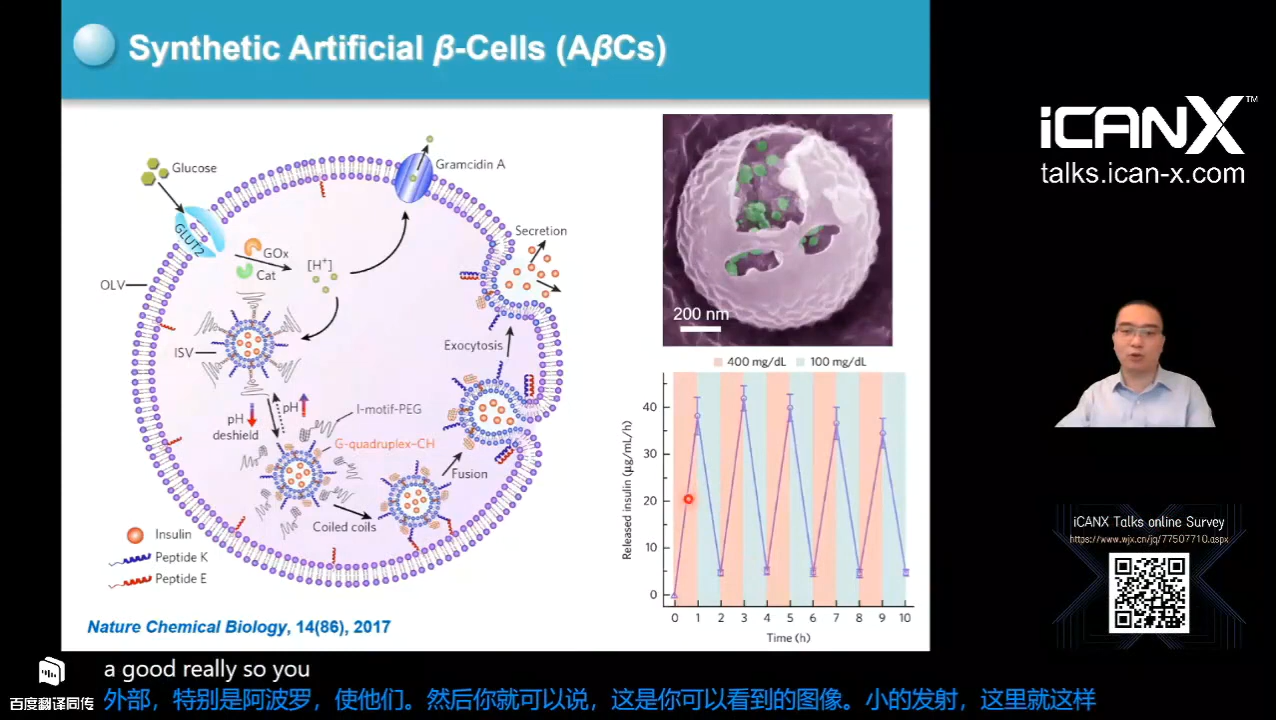 Synthetic Artificial β-Cells (AβCs)
iCANX™
talks.ican-x.com
Glucose
GLUT2
GOx
Cat
[H⁺]
Gramcidin A
Secretion
OLV
ISV
Exocytosis
pH
deshield
pH
I-motif-PEG
G-quadruplex-CH
Fusion
Coiled coils
Insulin
Peptide K
Peptide E
Nature Chemical Biology, 14(86), 2017
200 nm
400 mg/dL 100 mg/dL
Released insulin (μg/mL/h)
40
30
20
10
0
0 1 2 3 4 5 6 7 8 9 10
Time (h)
iCANX Talks online Survey
https://www.wjx.cn/jq/77507710.aspx
a good really so you
百度翻译同传
外部，特别是阿波罗，使他们。然后你就可以说，这是你可以看到的图像。小的发射，这里就这样